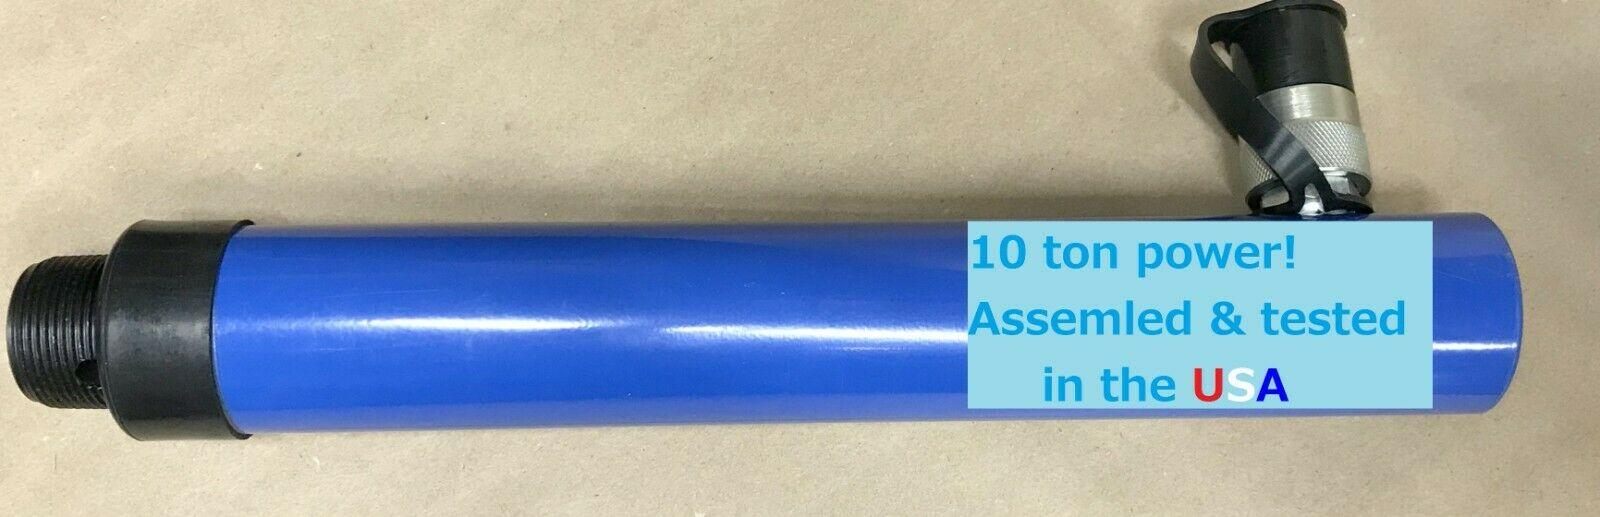 10 ton power!
Assemled & tested
in the USA